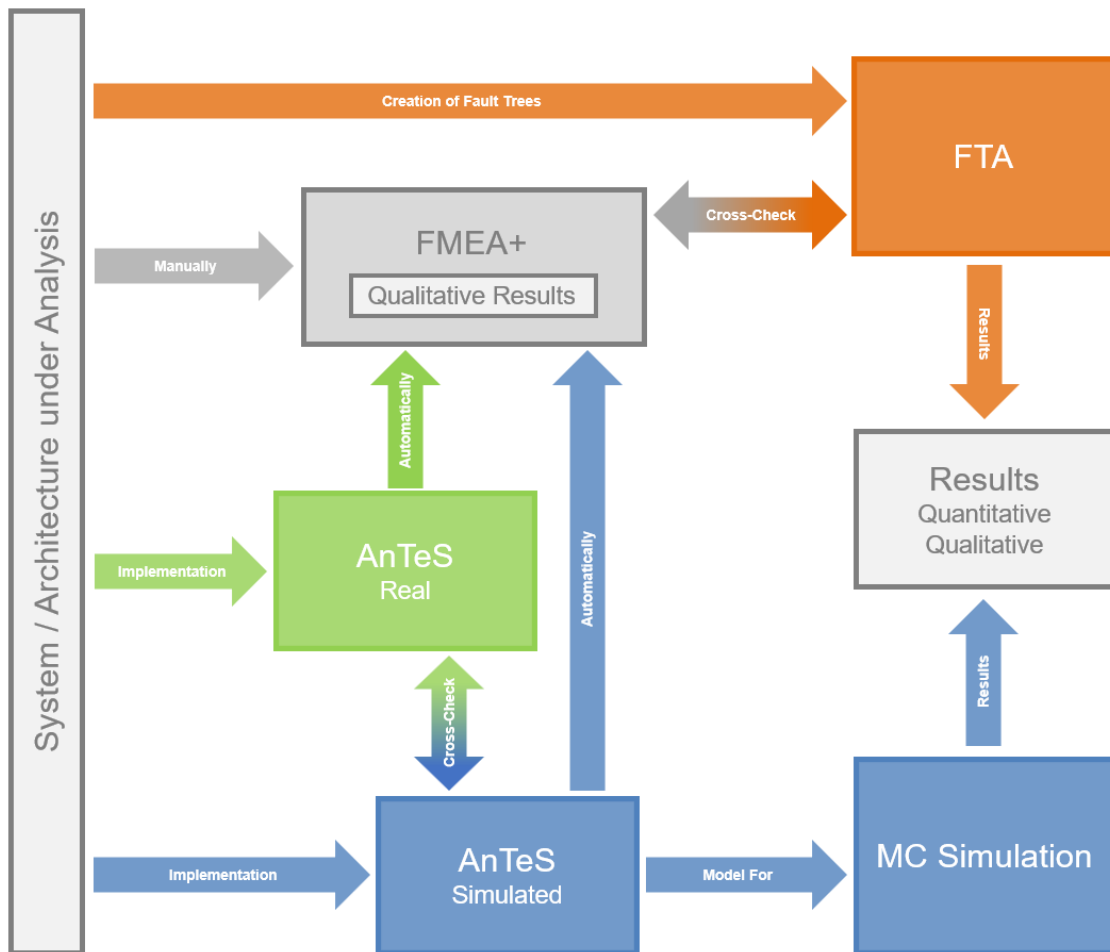 System / Architecture under Analysis
Creation of Fault Trees
FTA
Cross-Check
Manually
FMEA+
Qualitative Results
Results
Automatically
Automatically
Results
Quantitative
Qualitative
Implementation
AnTeS
Real
Cross-Check
Results
Implementation
AnTeS
Simulated
Model For
MC Simulation